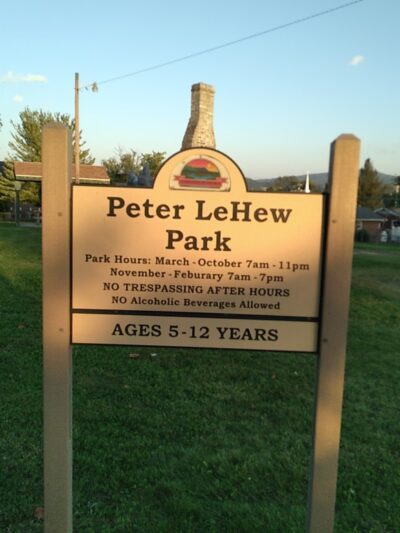 Peter LeHew
Park
Park Hours: March - October 7am - 11pm
November - Feburary 7am - 7pm
NO TRESPASSING AFTER HOURS
NO Alcoholic Beverages Allowed
AGES 5-12 YEARS